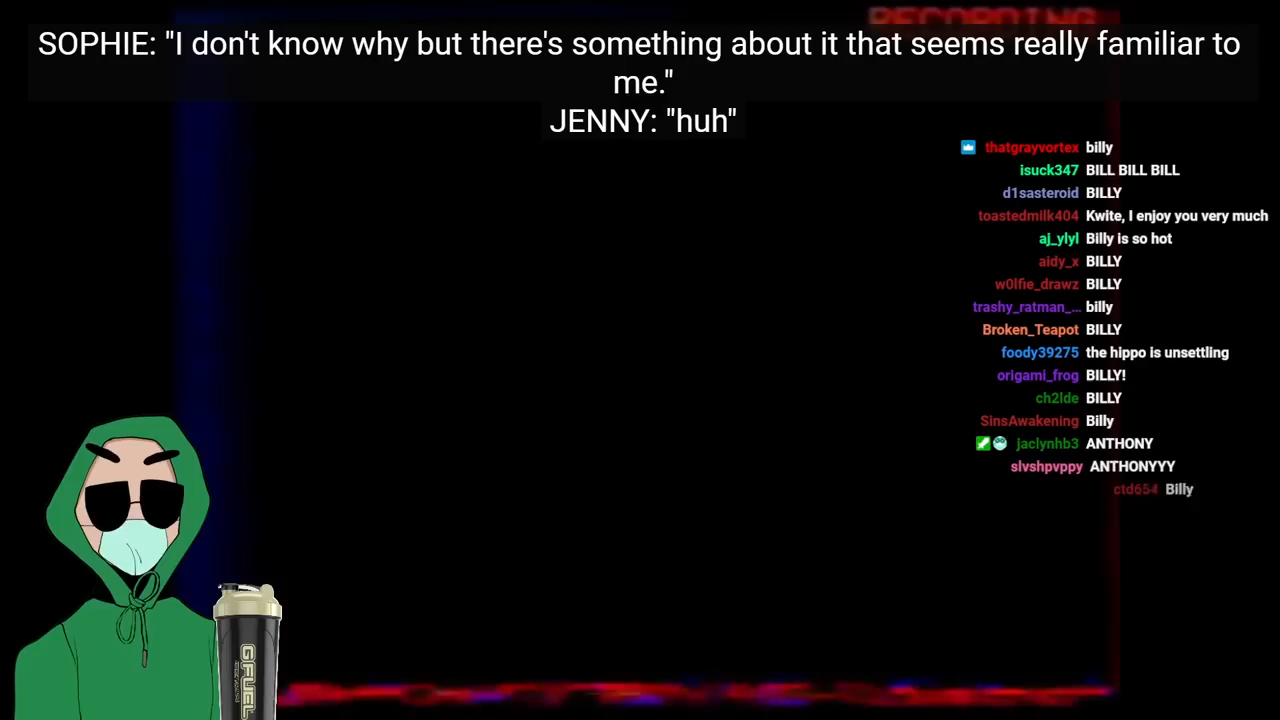 RECORDING
SOPHIE: "I don't know why but there's something about it that seems really familiar to
me."
JENNY: "huh"
thatgrayvortex billy
isuck347 BILL BILL BILL
d1sasteroid BILLY
toastedmilk404 Kwite, I enjoy you very much
aj_ylyl Billy is so hot
aidy_x BILLY
w0lfie_drawz BILLY
trashy_ratman_... billy
Broken_Teapot BILLY
foody39275 the hippo is unsettling
origami_frog BILLY!
ch2lde BILLY
SinsAwakening Billy
jaclynhb3 ANTHONY
slvshpvppy ANTHONYYY
ctd654 Billy
GFUEL